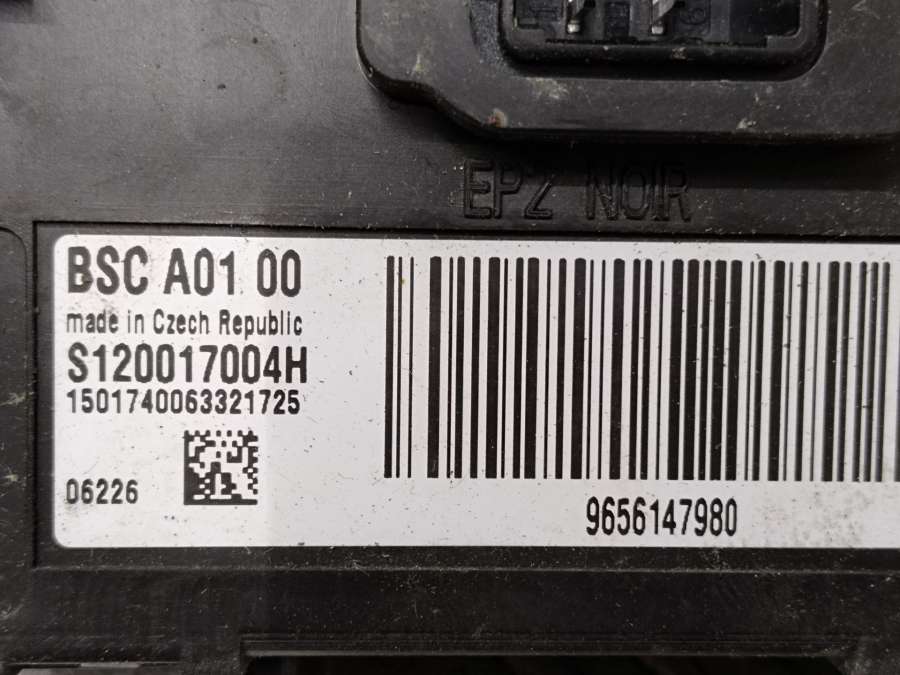 EP2 NOIR
BSC A01 00
made in Czech Republic
S120017004H
1501740063321725
06226
9656147980